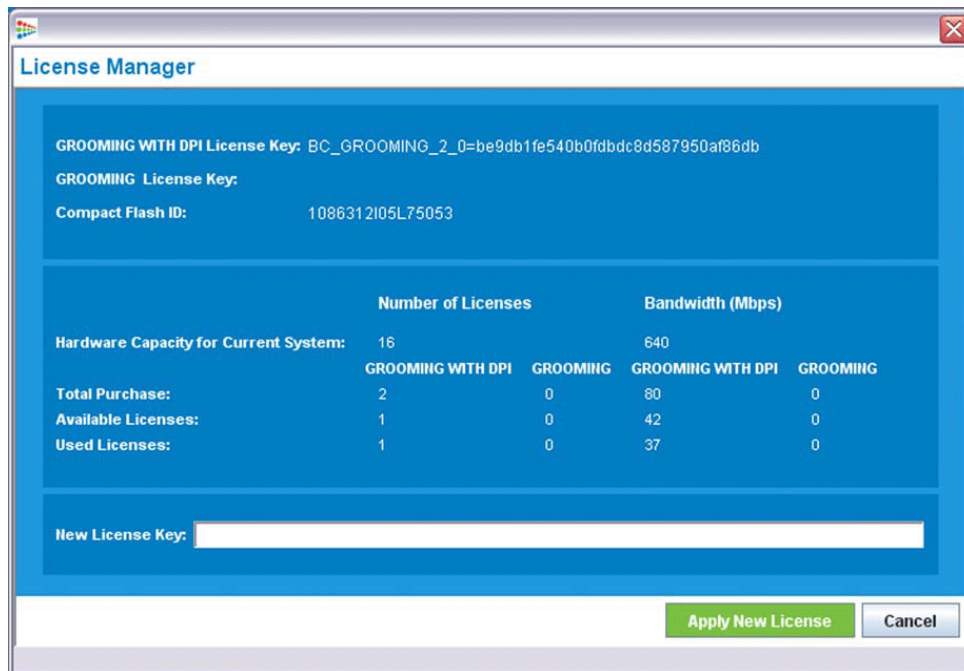 License Manager
GROOMING WITH DPI License Key: BC_GROOMING_2_0=be9db1fe540b0fdbdc8d587950af86db
GROOMING License Key:
Compact Flash ID: 1086312I05L75053
Number of Licenses Bandwidth (Mbps)
Hardware Capacity for Current System: 16 640
GROOMING WITH DPI GROOMING GROOMING WITH DPI GROOMING
Total Purchase: 2 0 80 0
Available Licenses: 1 0 42 0
Used Licenses: 1 0 37 0
New License Key:
Apply New License Cancel